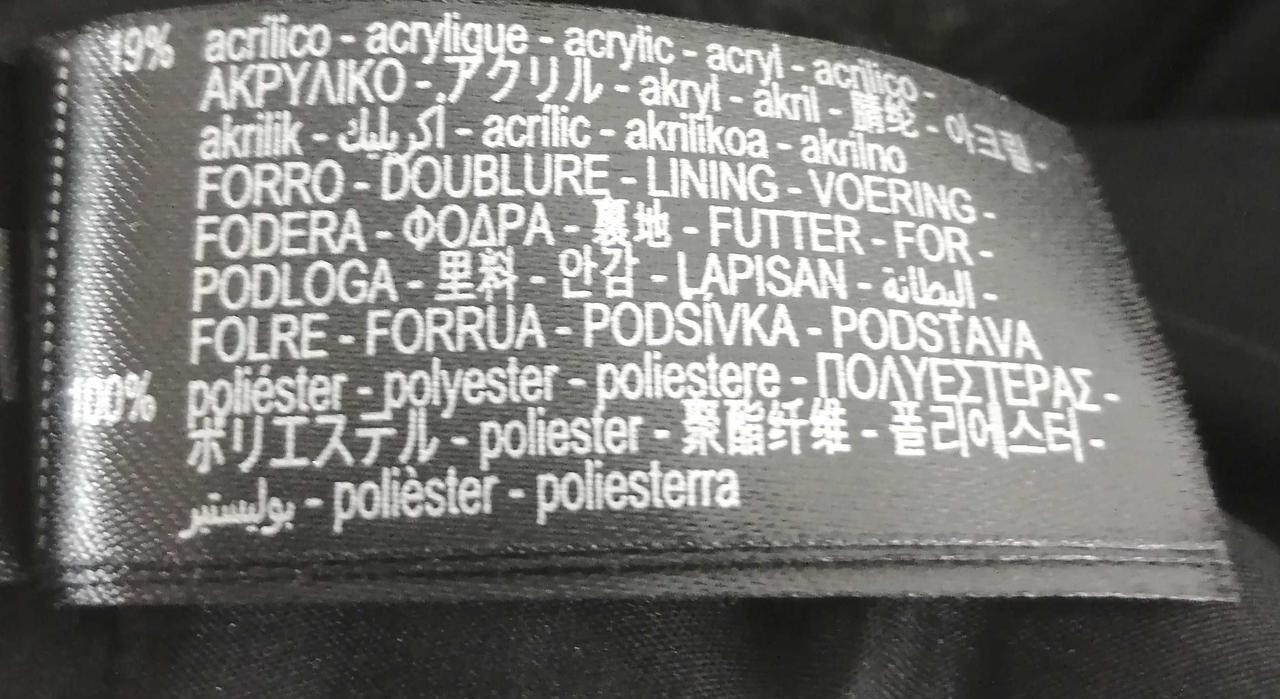 19% acrílico - acrylique - acrylic - acryl - acrilico -
ΑΚΡΥΛΙΚΟ - アクリル - akryl - akril - 腈纶 - 아크릴 -
akrilik - أكريليك - acrílic - akrilikoa - akrilno
FORRO - DOUBLURE - LINING - VOERING -
FODERA - ΦΟΔΡΑ - 裏地 - FUTTER - FOR -
PODLOGA - 里料 - 안감 - LAPISAN - البطانة -
FOLRE - FORRUA - PODŠÍVKA - PODSTAVA
100% poliéster - polyester - poliestere - ΠΟΛΥΕΣΤΕΡΑΣ -
ポリエステル - poliester - 聚酯纤维 - 폴리에스터 -
بوليستير - polièster - poliesterra